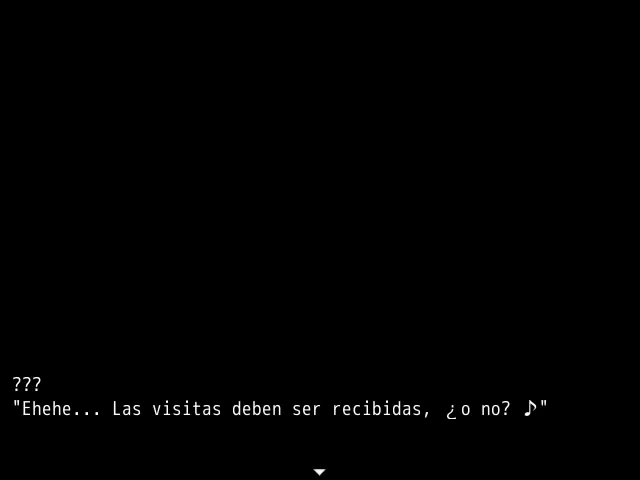 ???
"Ehehe... Las visitas deben ser recibidas, ¿o no? ♪"